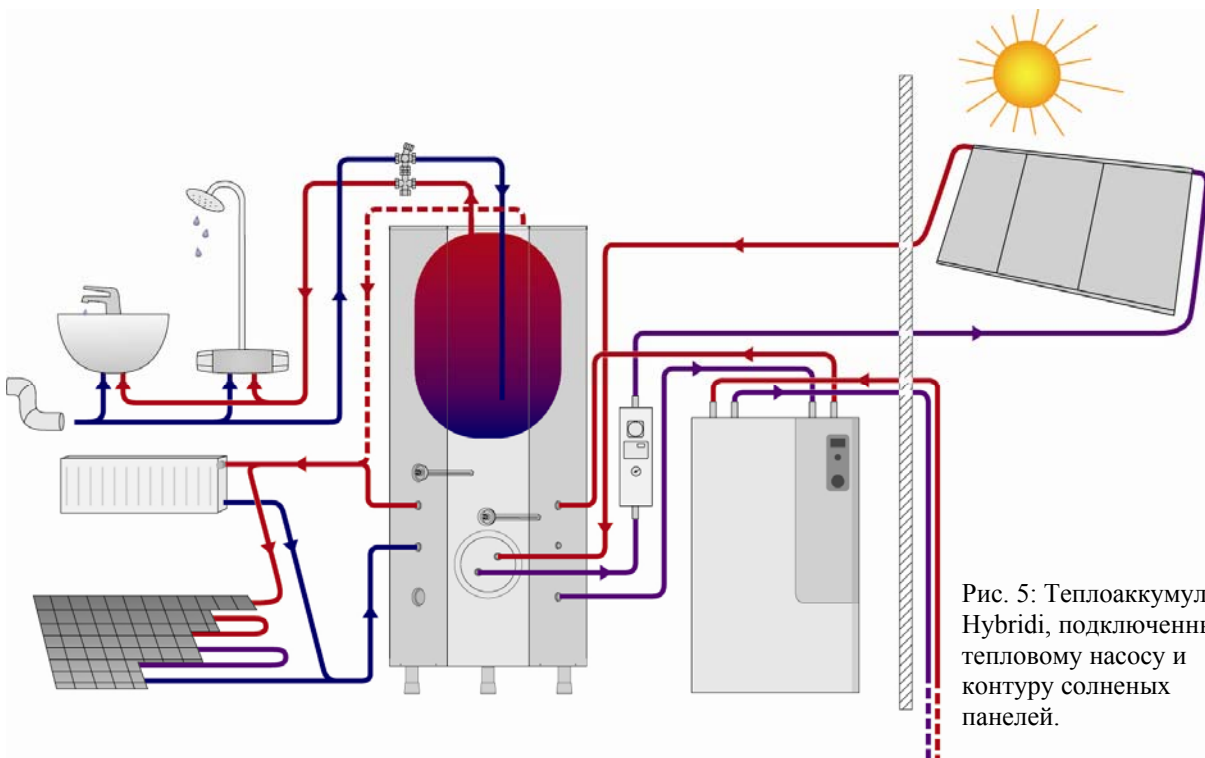 Рис. 5: Теплоаккумул
Hybridi, подключенн
тепловому насосу и
контуру солненых
панелей.